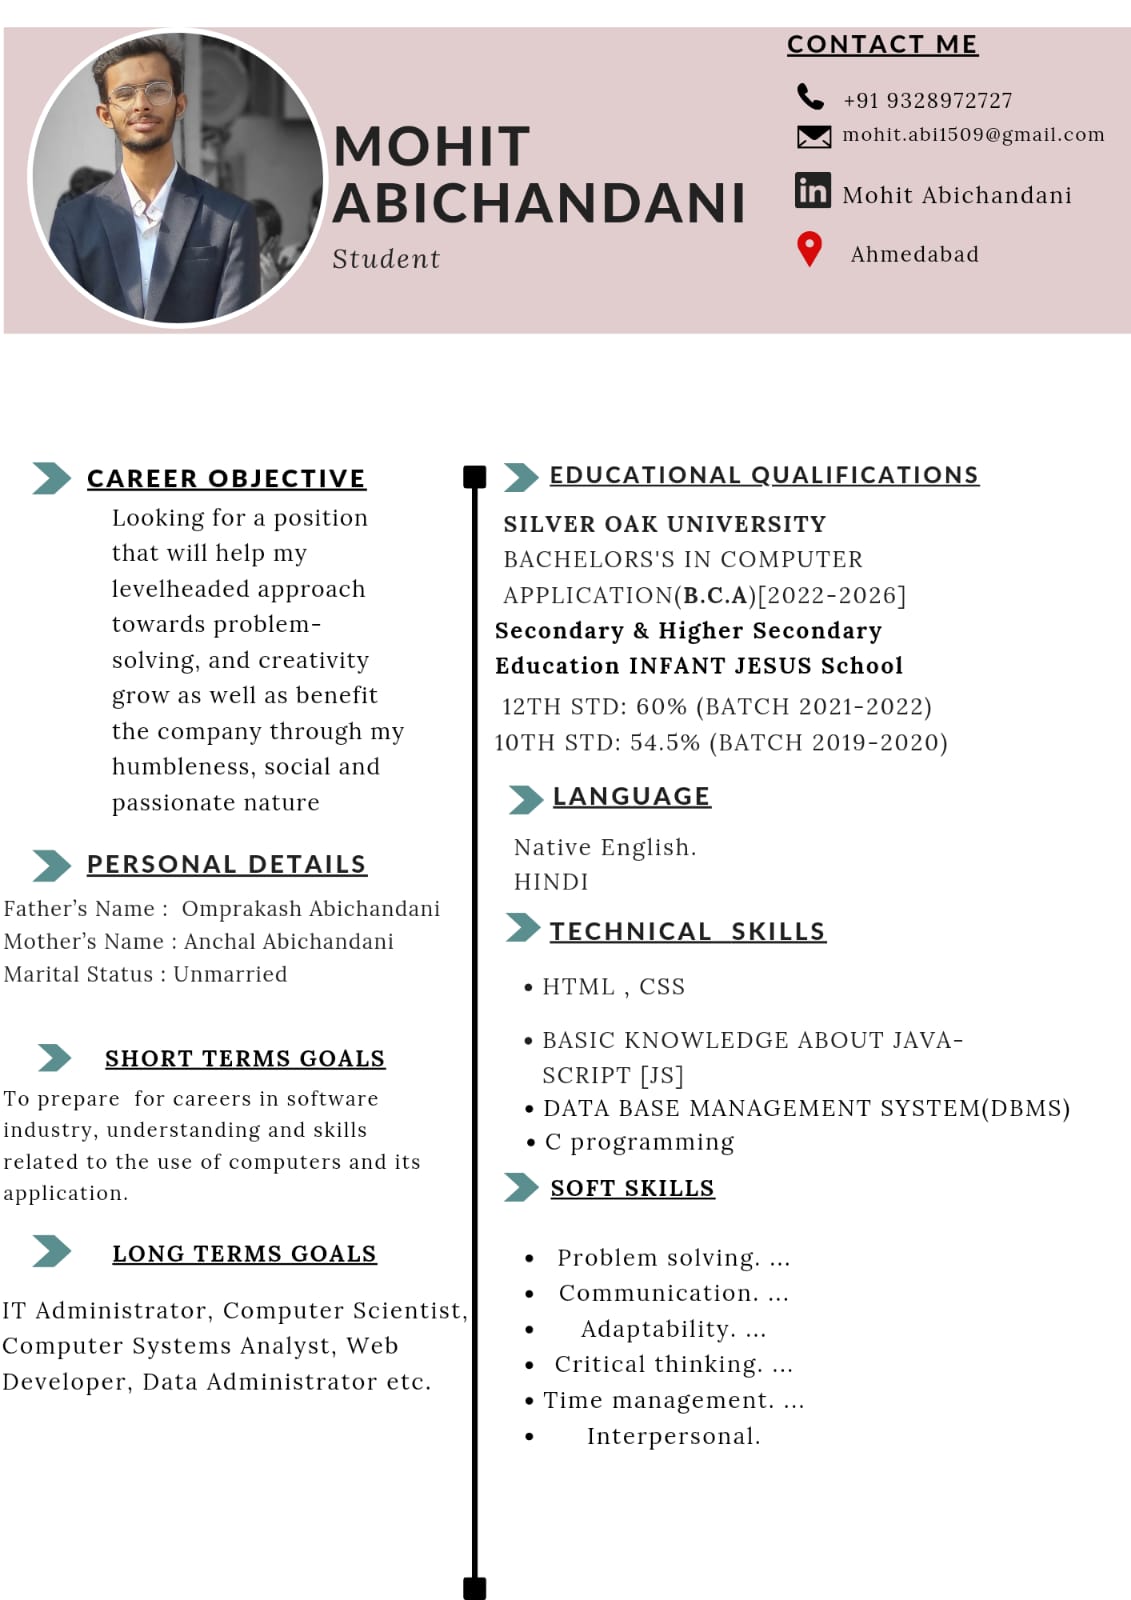 MOHIT
ABICHANDANI
Student
CONTACT ME
+91 9328972727
mohit.abi1509@gmail.com
in Mohit Abichandani
Ahmedabad
CAREER OBJECTIVE
Looking for a position
that will help my
levelheaded approach
towards problem-
solving, and creativity
grow as well as benefit
the company through my
humbleness, social and
passionate nature
PERSONAL DETAILS
Father’s Name : Omprakash Abichandani
Mother’s Name : Anchal Abichandani
Marital Status : Unmarried
SHORT TERMS GOALS
To prepare for careers in software
industry, understanding and skills
related to the use of computers and its
application.
LONG TERMS GOALS
IT Administrator, Computer Scientist,
Computer Systems Analyst, Web
Developer, Data Administrator etc.
EDUCATIONAL QUALIFICATIONS
SILVER OAK UNIVERSITY
BACHELORS'S IN COMPUTER
APPLICATION(B.C.A)[2022-2026]
Secondary & Higher Secondary
Education INFANT JESUS School
12TH STD: 60% (BATCH 2021-2022)
10TH STD: 54.5% (BATCH 2019-2020)
LANGUAGE
Native English.
HINDI
TECHNICAL SKILLS
• HTML , CSS
• BASIC KNOWLEDGE ABOUT JAVA-
SCRIPT [JS]
• DATA BASE MANAGEMENT SYSTEM(DBMS)
• C programming
SOFT SKILLS
• Problem solving. ...
• Communication. ...
• Adaptability. ...
• Critical thinking. ...
• Time management. ...
• Interpersonal.